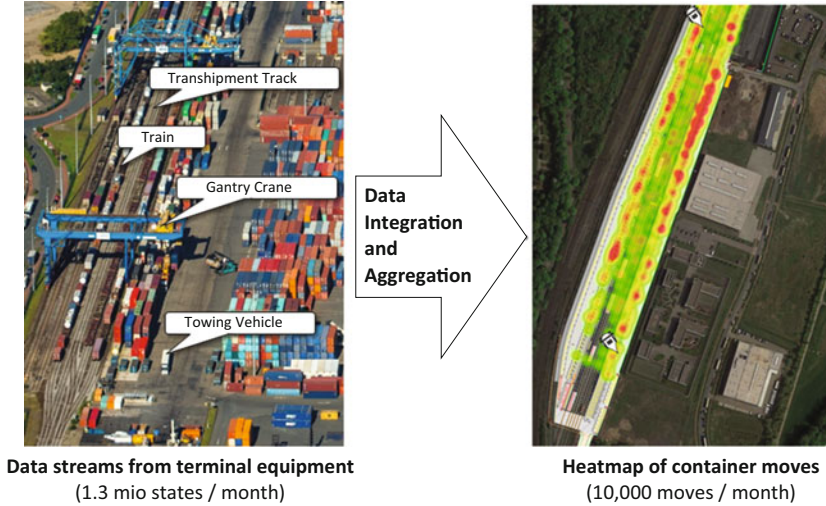 Transhipment Track
Train
Gantry Crane
Towing Vehicle
Data
Integration
and
Aggregation
Data streams from terminal equipment
(1.3 mio states / month)
Heatmap of container moves
(10,000 moves / month)